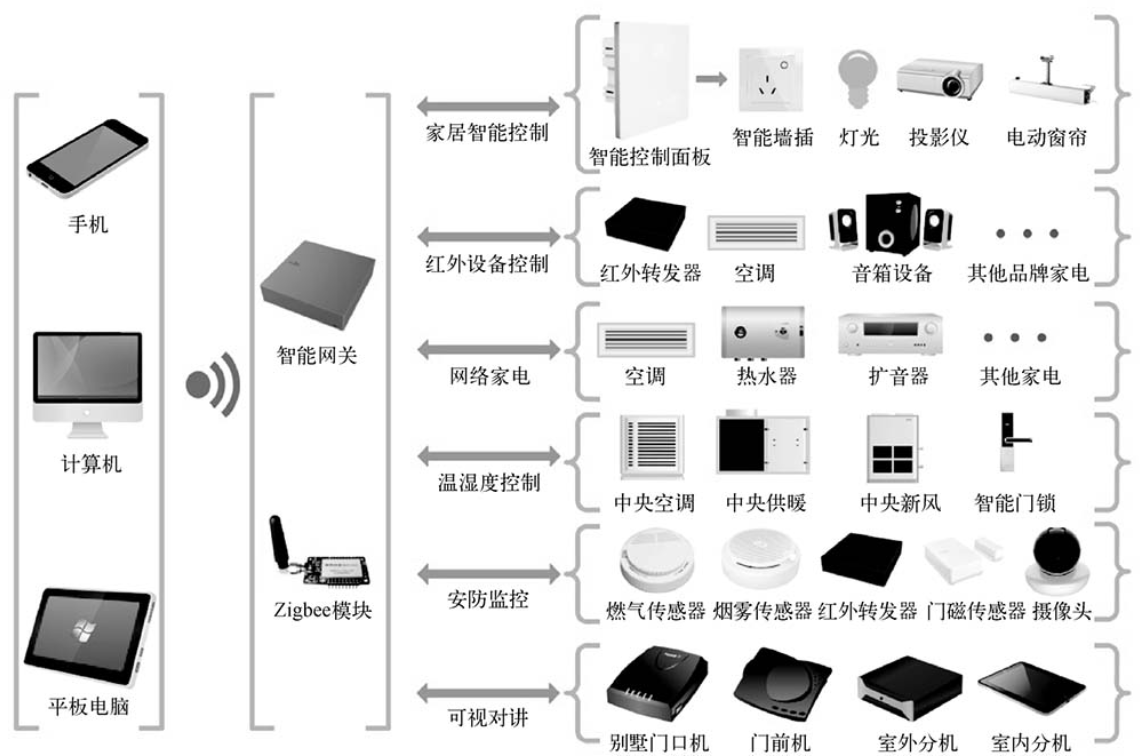 手机
计算机
平板电脑
智能网关
Zigbee模块
家居智能控制
智能控制面板
智能墙插
灯光
投影仪
电动窗帘
红外设备控制
红外转发器
空调
音箱设备
其他品牌家电
网络家电
空调
热水器
扩音器
其他家电
温湿度控制
中央空调
中央供暖
中央新风
智能门锁
安防监控
燃气传感器
烟雾传感器
红外转发器
门磁传感器
摄像头
可视对讲
别墅门口机
门前机
室外分机
室内分机